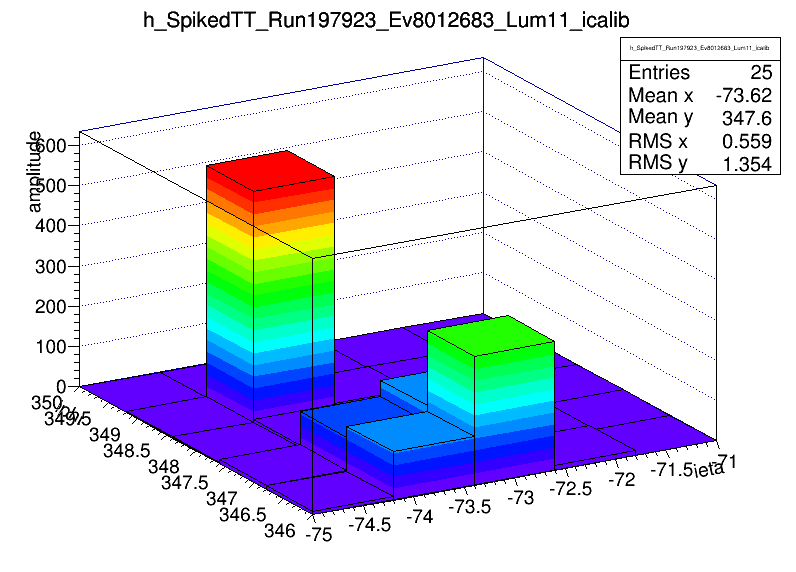 h_SpikedTT_Run197923_Ev8012683_Lum11_icalib
h_SpikedTT_Run197923_Ev8012683_Lum11_icalib
Entries 25
Mean x -73.62
Mean y 347.6
RMS x 0.559
RMS y 1.354
amplitude
600
500
400
300
200
100
0
350
349.5
349
348.5
348
347.5
347
346.5
346
-75
-74.5
-74
-73.5
-73
-72.5
-72
-71.5
ieta
-71